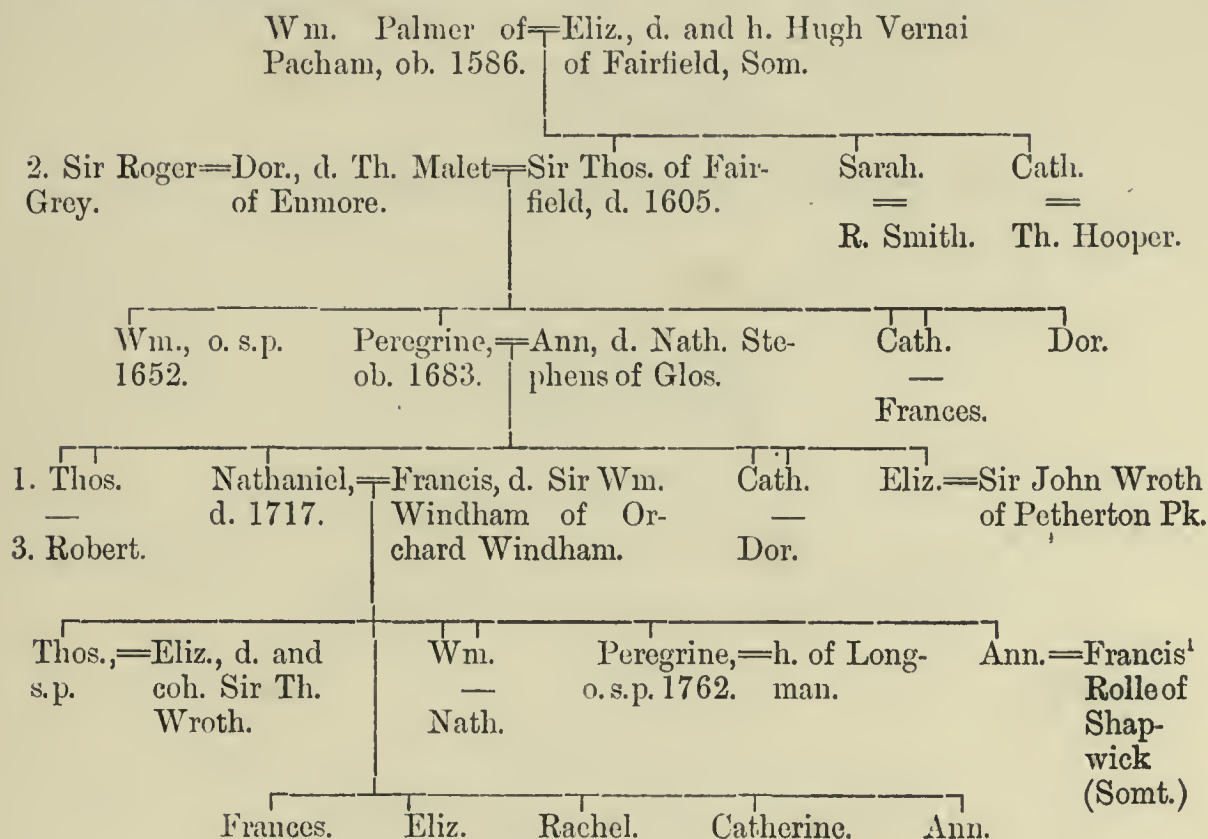 Wm. Palmer of=Eliz., d. and h. Hugh Vernai
Pacham, ob. 1586. of Fairfield, Som.
2. Sir Roger=Dor., d. Th. Malet=Sir Thos. of Fair- Sarah. Cath.
Grey. of Enmore. field, d. 1605. = =
R. Smith. Th. Hooper.
Wm., o. s.p. Peregrine,=Ann, d. Nath. Ste- Cath. Dor.
1652. ob. 1683. phens of Glos. —
Frances.
1. Thos. Nathaniel,=Francis, d. Sir Wm. Cath. Eliz.=Sir John Wroth
— d. 1717. Windham of Or- — of Petherton Pk.
3. Robert. chard Windham. Dor.
Thos.,=Eliz., d. and Wm. Peregrine,=h. of Long- Ann.=Francis¹
s.p. coh. Sir Th. — o. s.p. 1762. man. Rolle of
Wroth. Nath. Shap-
wick
(Somt.)
Frances. Eliz. Rachel. Catherine. Ann.